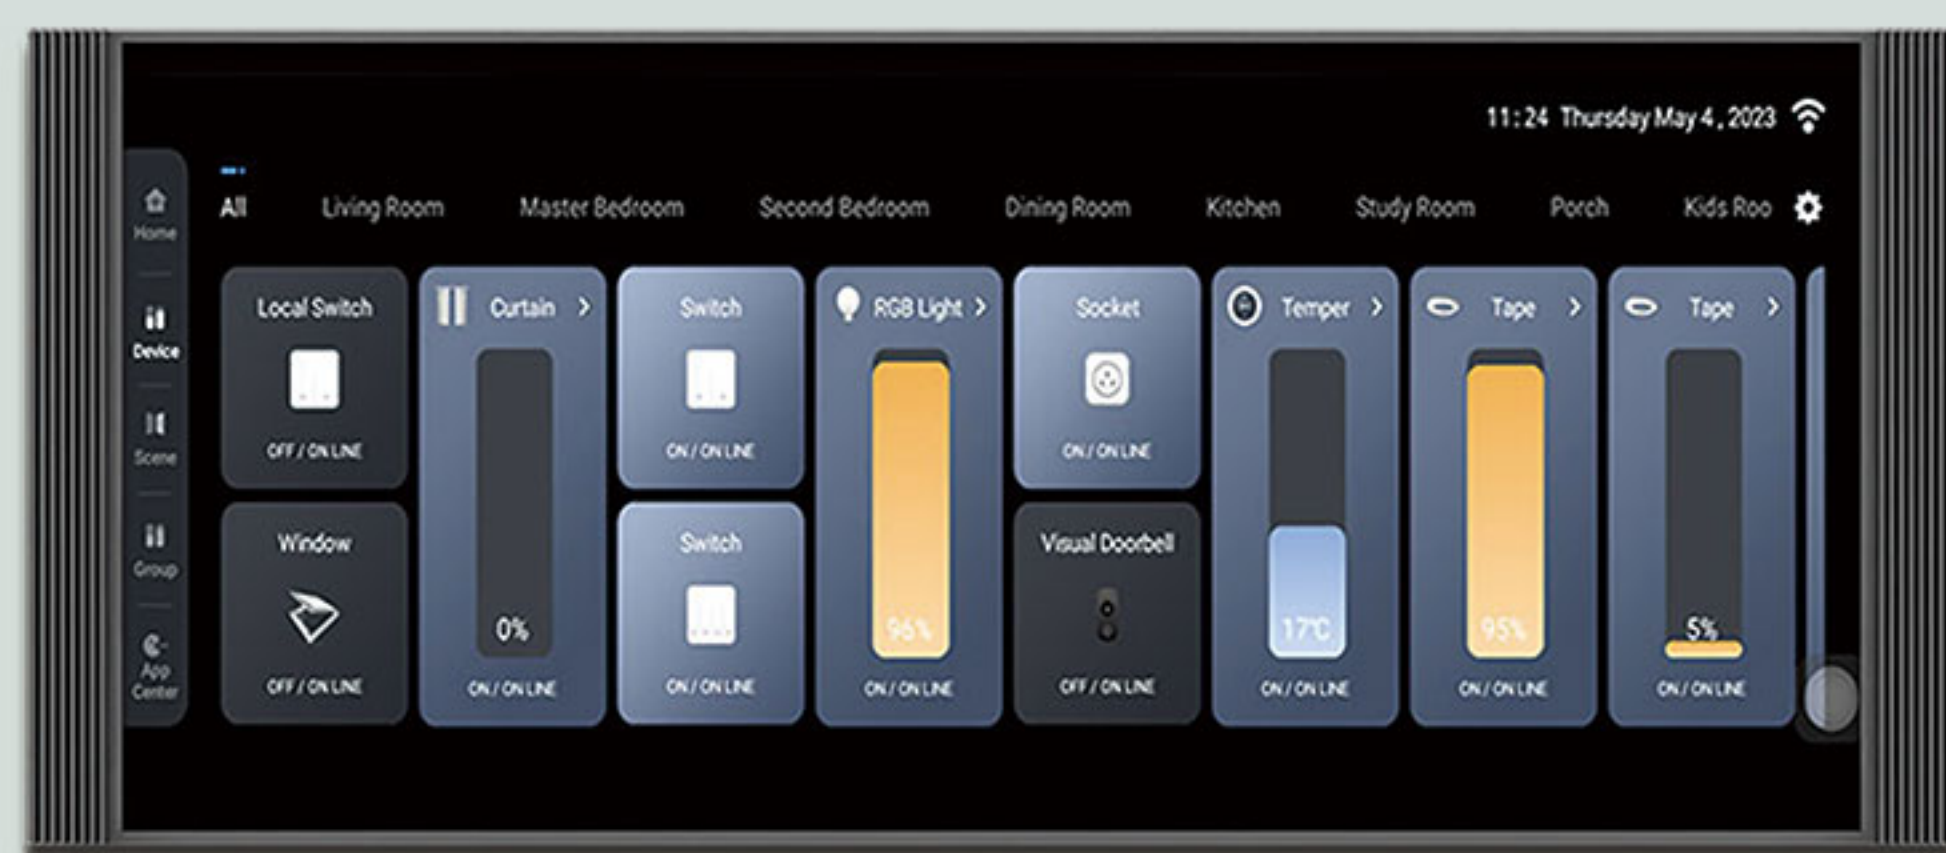 11:24 Thursday May 4, 2023
All Living Room Master Bedroom Second Bedroom Dining Room Kitchen Study Room Porch Kids Roo
Home
Device
Scene
Group
App
Center
Local Switch
OFF / ON LINE
Window
OFF / ON LINE
Curtain
0%
ON / ON LINE
Switch
ON / ON LINE
Switch
ON / ON LINE
RGB Light
96%
ON / ON LINE
Socket
ON / ON LINE
Visual Doorbell
OFF / ON LINE
Temper
17°C
ON / ON LINE
Tape
95%
ON / ON LINE
Tape
5%
ON / ON LINE